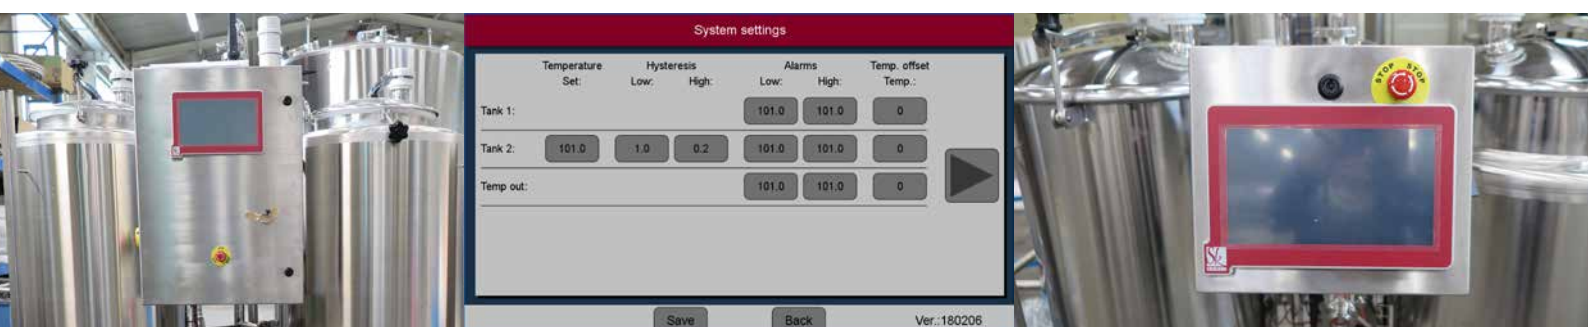 System settings
Temperature Hysteresis Alarms Temp. offset
Set: Low: High: Low: High: Temp.:
Tank 1: 101.0 101.0 0
Tank 2: 101.0 1.0 0.2 101.0 101.0 0
Temp out: 101.0 101.0 0
Save Back Ver.:180206
STOP STOP